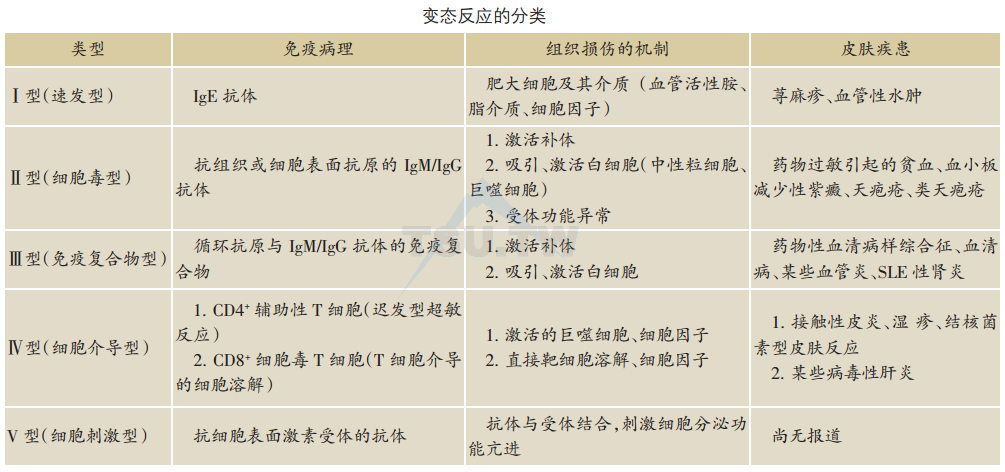 变态反应的分类
类型 免疫病理 组织损伤的机制 皮肤疾患
Ⅰ型(速发型) IgE 抗体 肥大细胞及其介质(血管活性胺、 荨麻疹、血管性水肿
脂介质、细胞因子)
Ⅱ型(细胞毒型) 抗组织或细胞表面抗原的 IgM/IgG
抗体
1. 激活补体
2. 吸引、激活白细胞(中性粒细胞、
巨噬细胞)
3. 受体功能异常
药物过敏引起的贫血、血小板
减少性紫癜、天疱疮、类天疱疮
Ⅲ型(免疫复合物型) 循环抗原与 IgM/IgG 抗体的免疫复
合物
1. 激活补体
2. 吸引、激活白细胞
药物性血清病样综合征、血清
病、某些血管炎、SLE 性肾炎
Ⅳ型(细胞介导型) 1. CD4⁺ 辅助性 T 细胞(迟发型超敏
反应)
2. CD8⁺ 细胞毒 T 细胞(T 细胞介导
的细胞溶解)
1. 激活的巨噬细胞、细胞因子
2. 直接靶细胞溶解、细胞因子
1. 接触性皮炎、湿 疹、结核菌
素型皮肤反应
2. 某些病毒性肝炎
Ⅴ型(细胞刺激型) 抗细胞表面激素受体的抗体 抗体与受体结合,刺激细胞分泌功
能亢进
尚无报道
TSU.TW